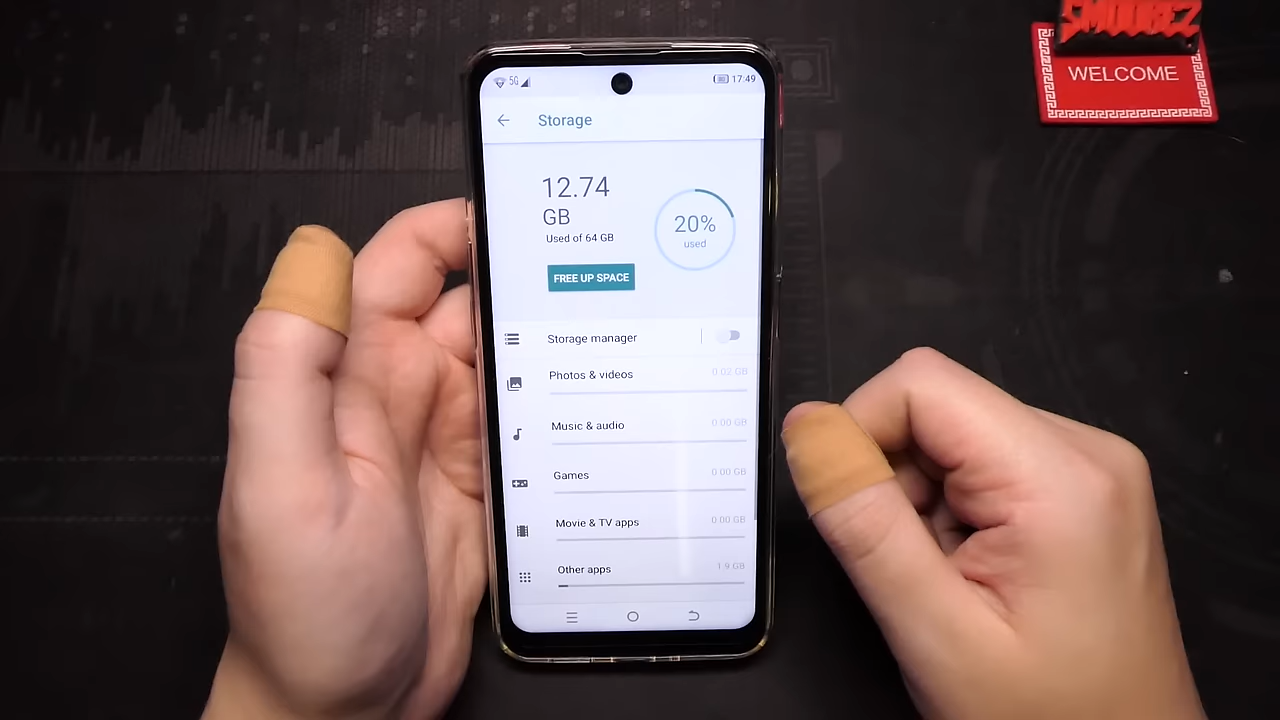 SMOOREZ
WELCOME
5G
17:49
Storage
12.74
GB
Used of 64 GB
20%
used
FREE UP SPACE
Storage manager
Photos & videos
0.02 GB
Music & audio
0.00 GB
Games
0.00 GB
Movie & TV apps
0.00 GB
Other apps
1.9 GB